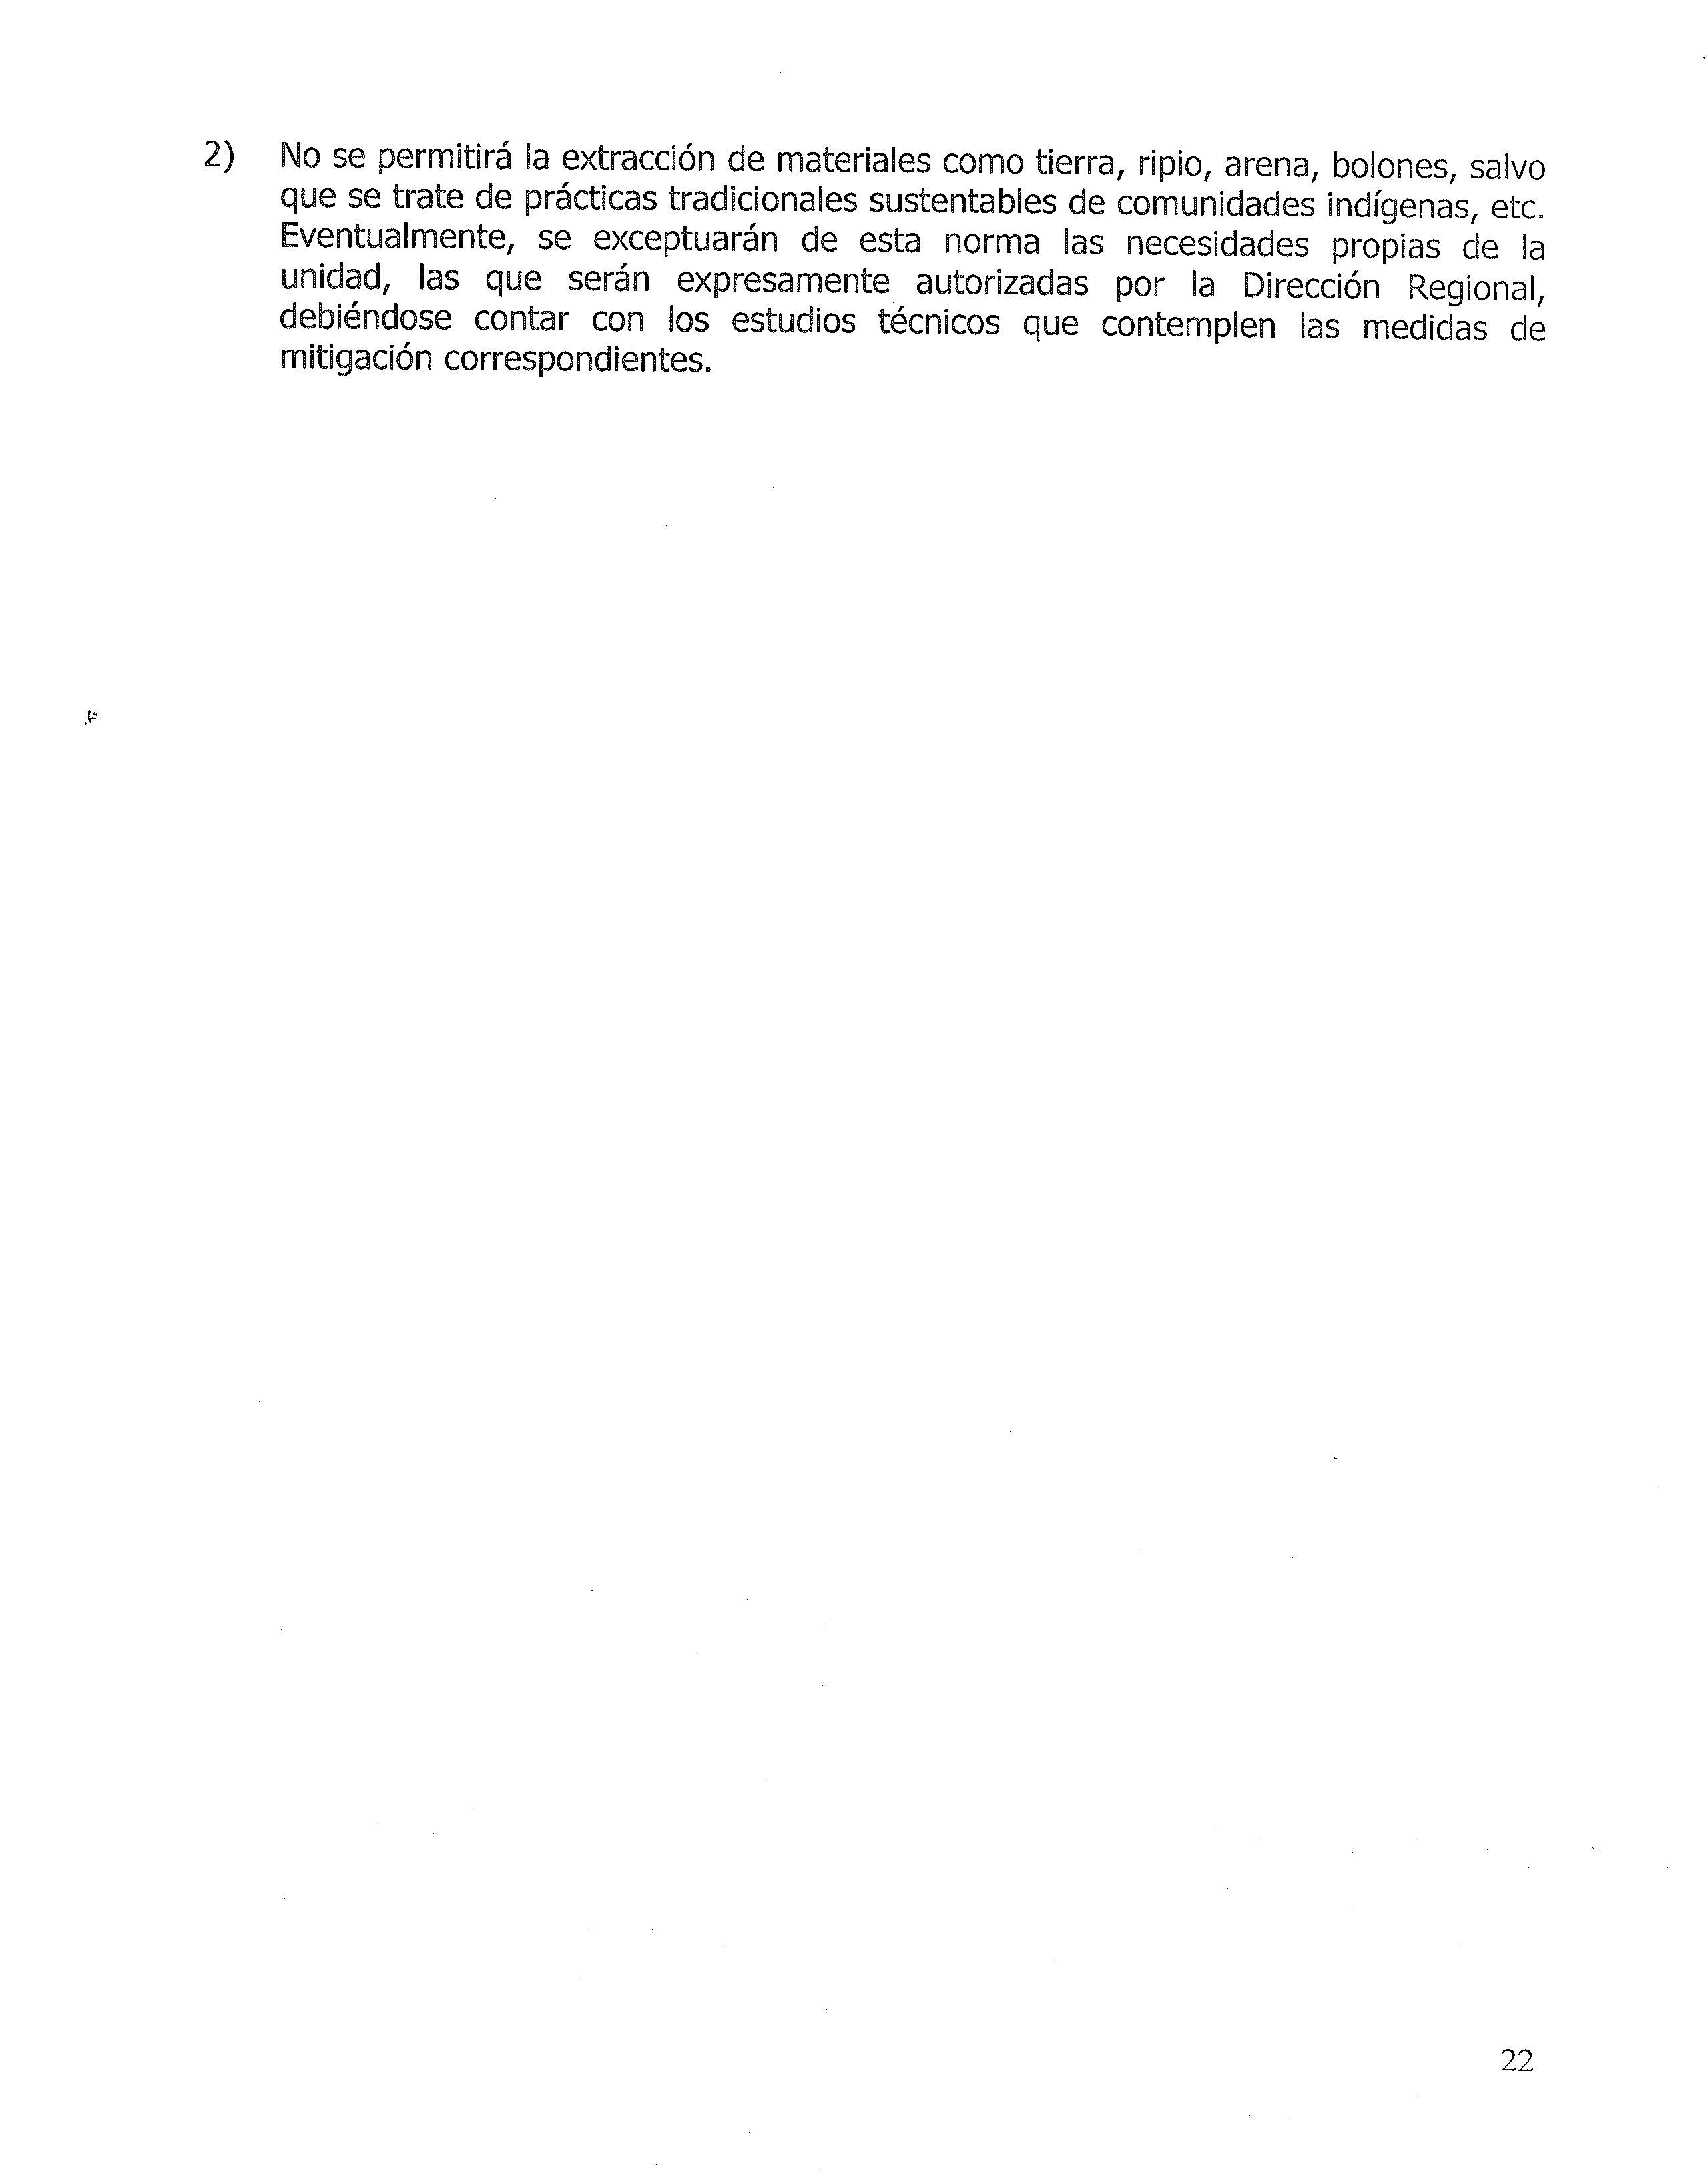 2) No se permitirá la extracción de materiales como tierra, ripio, arena, bolones, salvo
que se trate de prácticas tradicionales sustentables de comunidades indígenas, etc.
Eventualmente, se exceptuarán de esta norma las necesidades propias de la
unidad, las que serán expresamente autorizadas por la Dirección Regional,
debiéndose contar con los estudios técnicos que contemplen las medidas de
mitigación correspondientes.
22